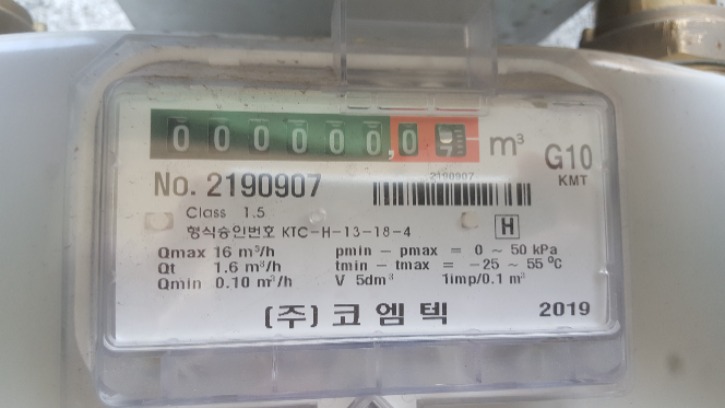 000000,0
m³
G10
KMT
No. 2190907
2190907
Class 1.5
형식승인번호 KTC-H-13-18-4
H
Qmax 16 m³/h pmin - pmax = 0 ~ 50 kPa
Qt 1.6 m³/h tmin - tmax = -25 ~ 55 ºC
Qmin 0.10 m³/h V 5dm³ 1imp/0.1 m³
(주) 코엠텍 2019